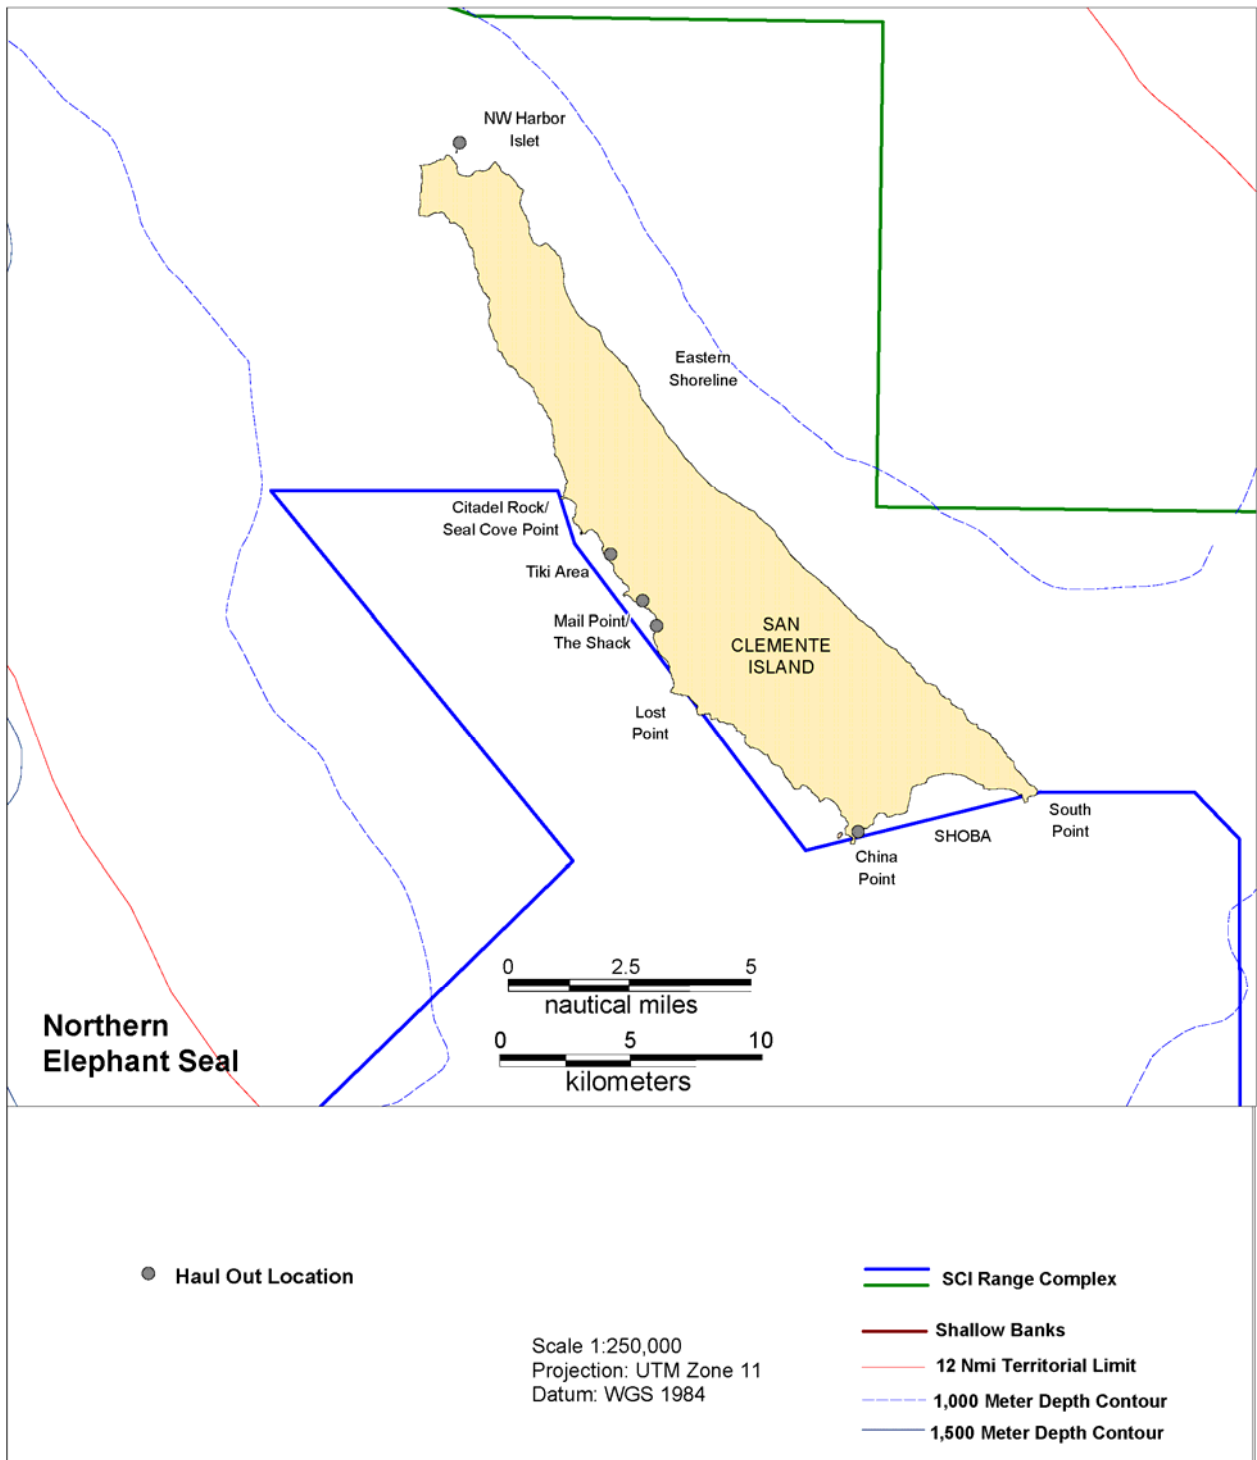 NW Harbor
Islet
Eastern
Shoreline
Citadel Rock/
Seal Cove Point
Tiki Area
Mail Point/
The Shack
SAN
CLEMENTE
ISLAND
Lost
Point
South
Point
SHOBA
China
Point
0 2.5 5
nautical miles
0 5 10
kilometers
Northern
Elephant Seal
Haul Out Location
Scale 1:250,000
Projection: UTM Zone 11
Datum: WGS 1984
SCI Range Complex
Shallow Banks
12 Nmi Territorial Limit
1,000 Meter Depth Contour
1,500 Meter Depth Contour